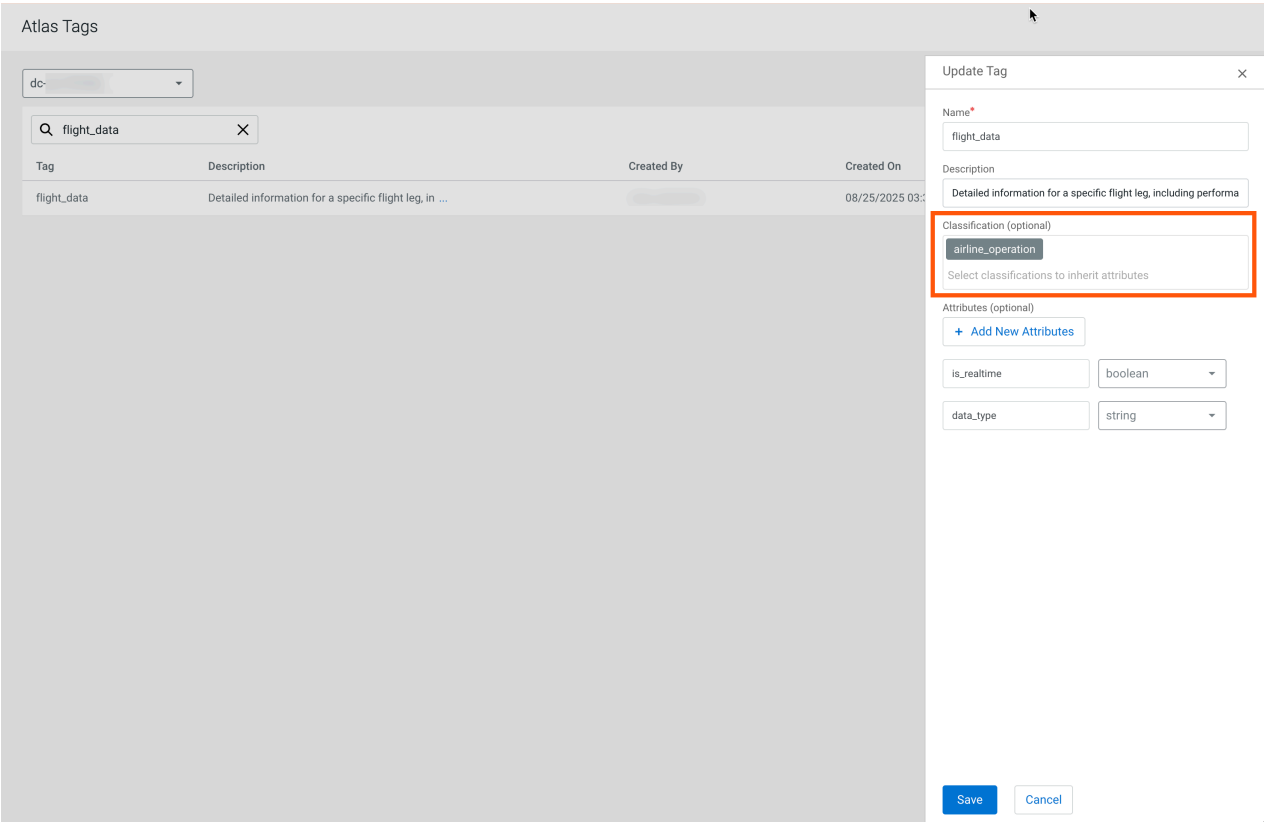 Atlas Tags
dc-
flight_data
Tag Description Created By Created On
flight_data Detailed information for a specific flight leg, in ... 08/25/2025 03:
Update Tag
Name*
flight_data
Description
Detailed information for a specific flight leg, including performa
Classification (optional)
airline_operation
Select classifications to inherit attributes
Attributes (optional)
+ Add New Attributes
is_realtime boolean
data_type string
Save Cancel